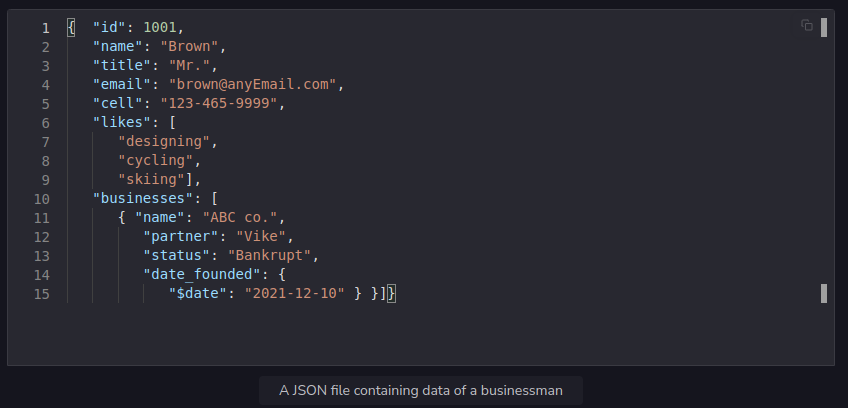 1 {  "id": 1001,
2    "name": "Brown",
3    "title": "Mr.",
4    "email": "brown@anyEmail.com",
5    "cell": "123-465-9999",
6    "likes": [
7       "designing",
8       "cycling",
9       "skiing"],
10    "businesses": [
11       { "name": "ABC co.",
12          "partner": "Vike",
13          "status": "Bankrupt",
14          "date_founded": {
15             "$date": "2021-12-10" } }]}
A JSON file containing data of a businessman